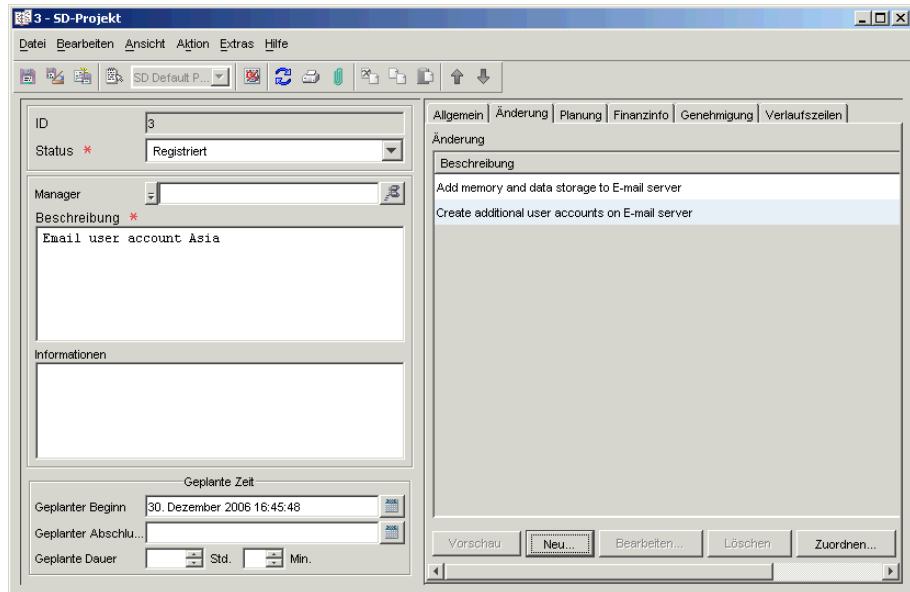 3 - SD-Projekt
Datei Bearbeiten Ansicht Aktion Extras Hilfe
SD Default P...
ID 3
Status * Registriert
Manager
Beschreibung *
Email user account Asia
Informationen
Geplante Zeit
Geplanter Beginn 30. Dezember 2006 16:45:48
Geplanter Abschlu...
Geplante Dauer Std. Min.
Allgemein Änderung Planung Finanzinfo Genehmigung Verlaufszeilen
Änderung
Beschreibung
Add memory and data storage to E-mail server
Create additional user accounts on E-mail server
Vorschau Neu... Bearbeiten... Löschen Zuordnen...